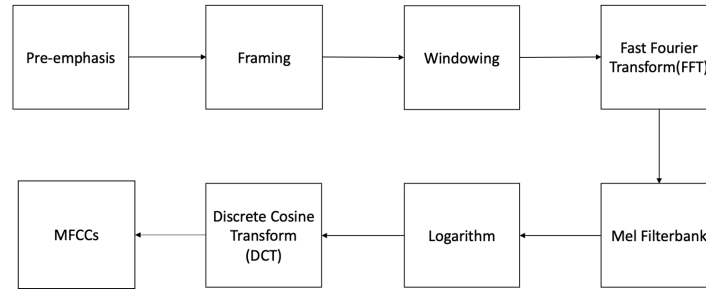 Pre-emphasis
Framing
Windowing
Fast Fourier
Transform(FFT)
MFCCs
Discrete Cosine
Transform
(DCT)
Logarithm
Mel Filterbank